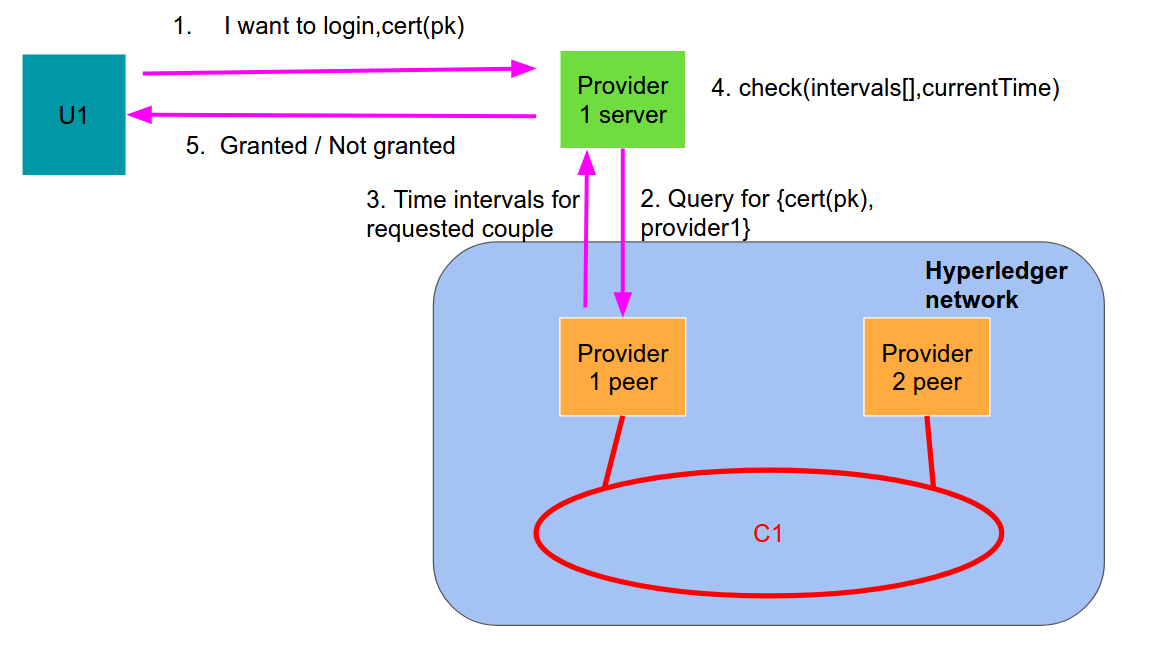 1. I want to login,cert(pk)
U1
Provider
1 server
4. check(intervals[],currentTime)
5. Granted / Not granted
3. Time intervals for
requested couple
2. Query for {cert(pk),
provider1}
Hyperledger
network
Provider
1 peer
Provider
2 peer
C1